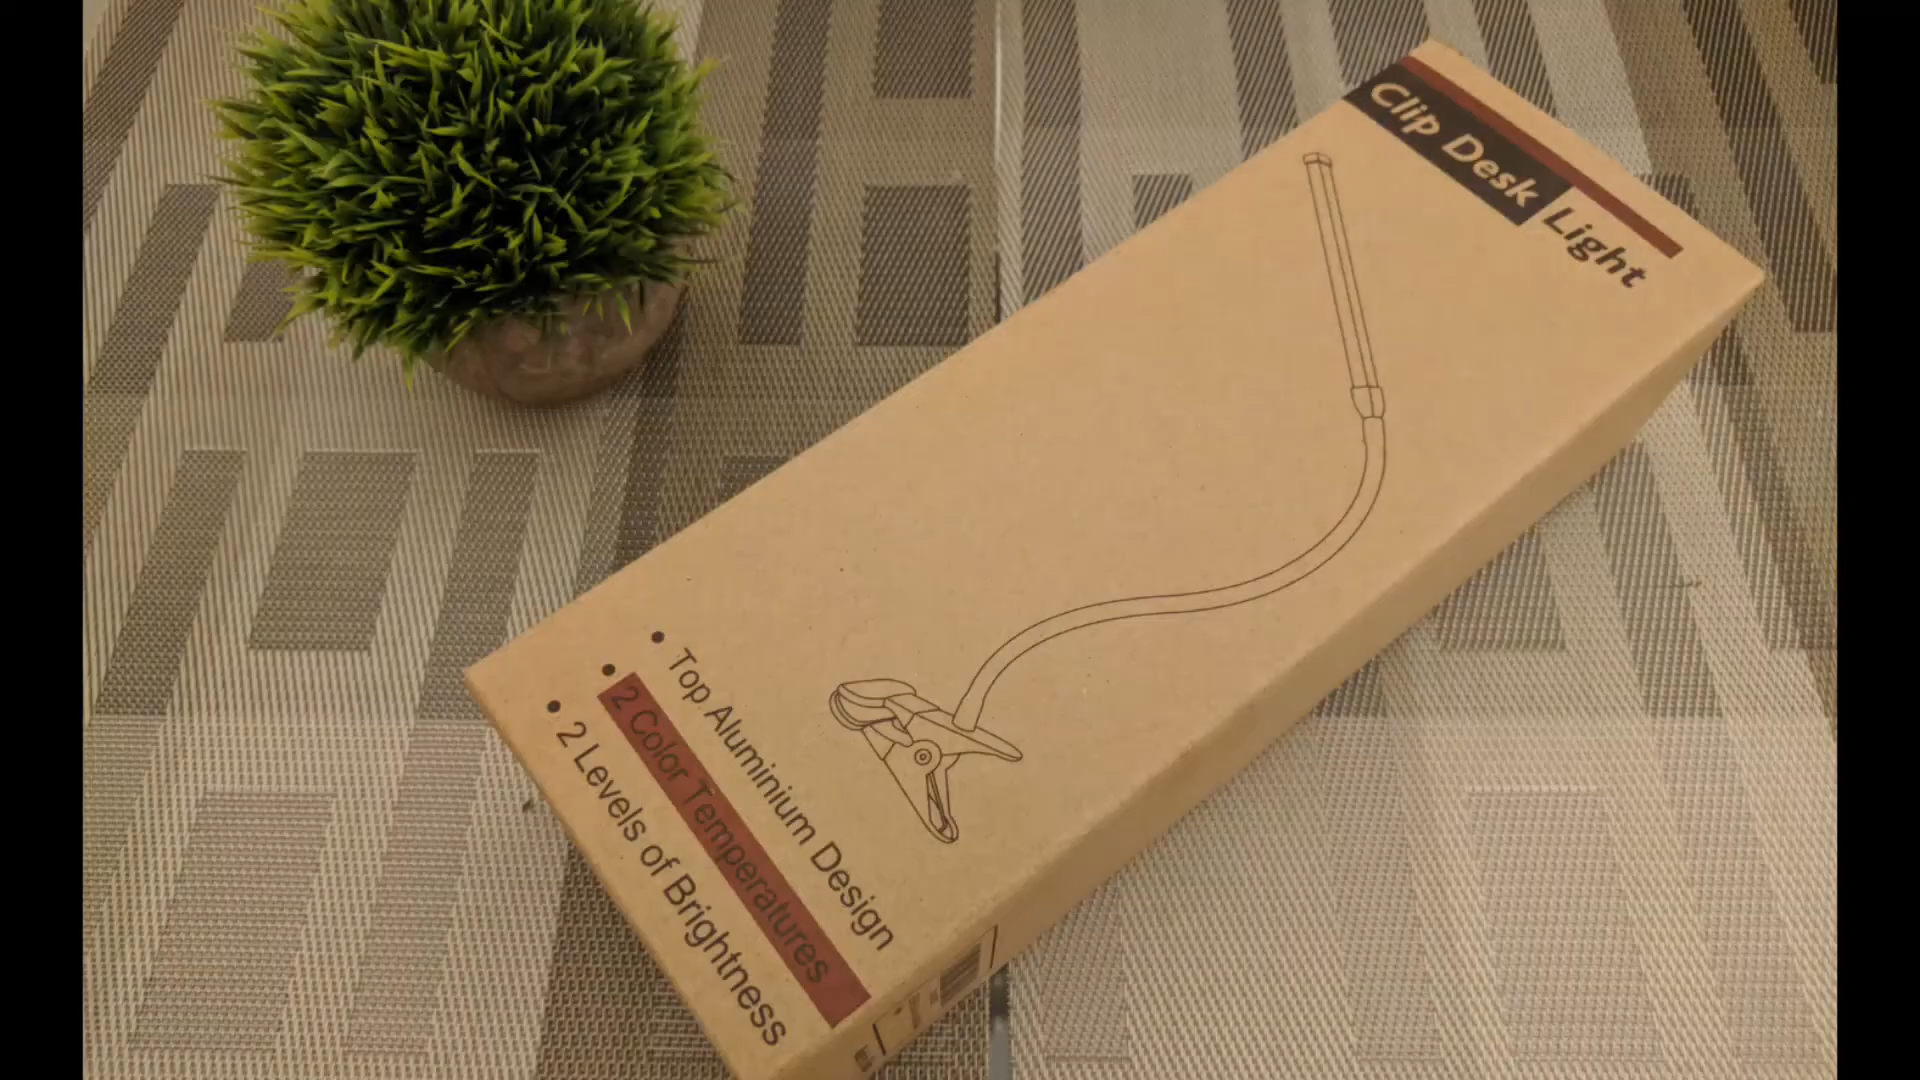 Clip Desk Light
• Top Aluminium Design
• 2 Color Temperatures
• 2 Levels of Brightness